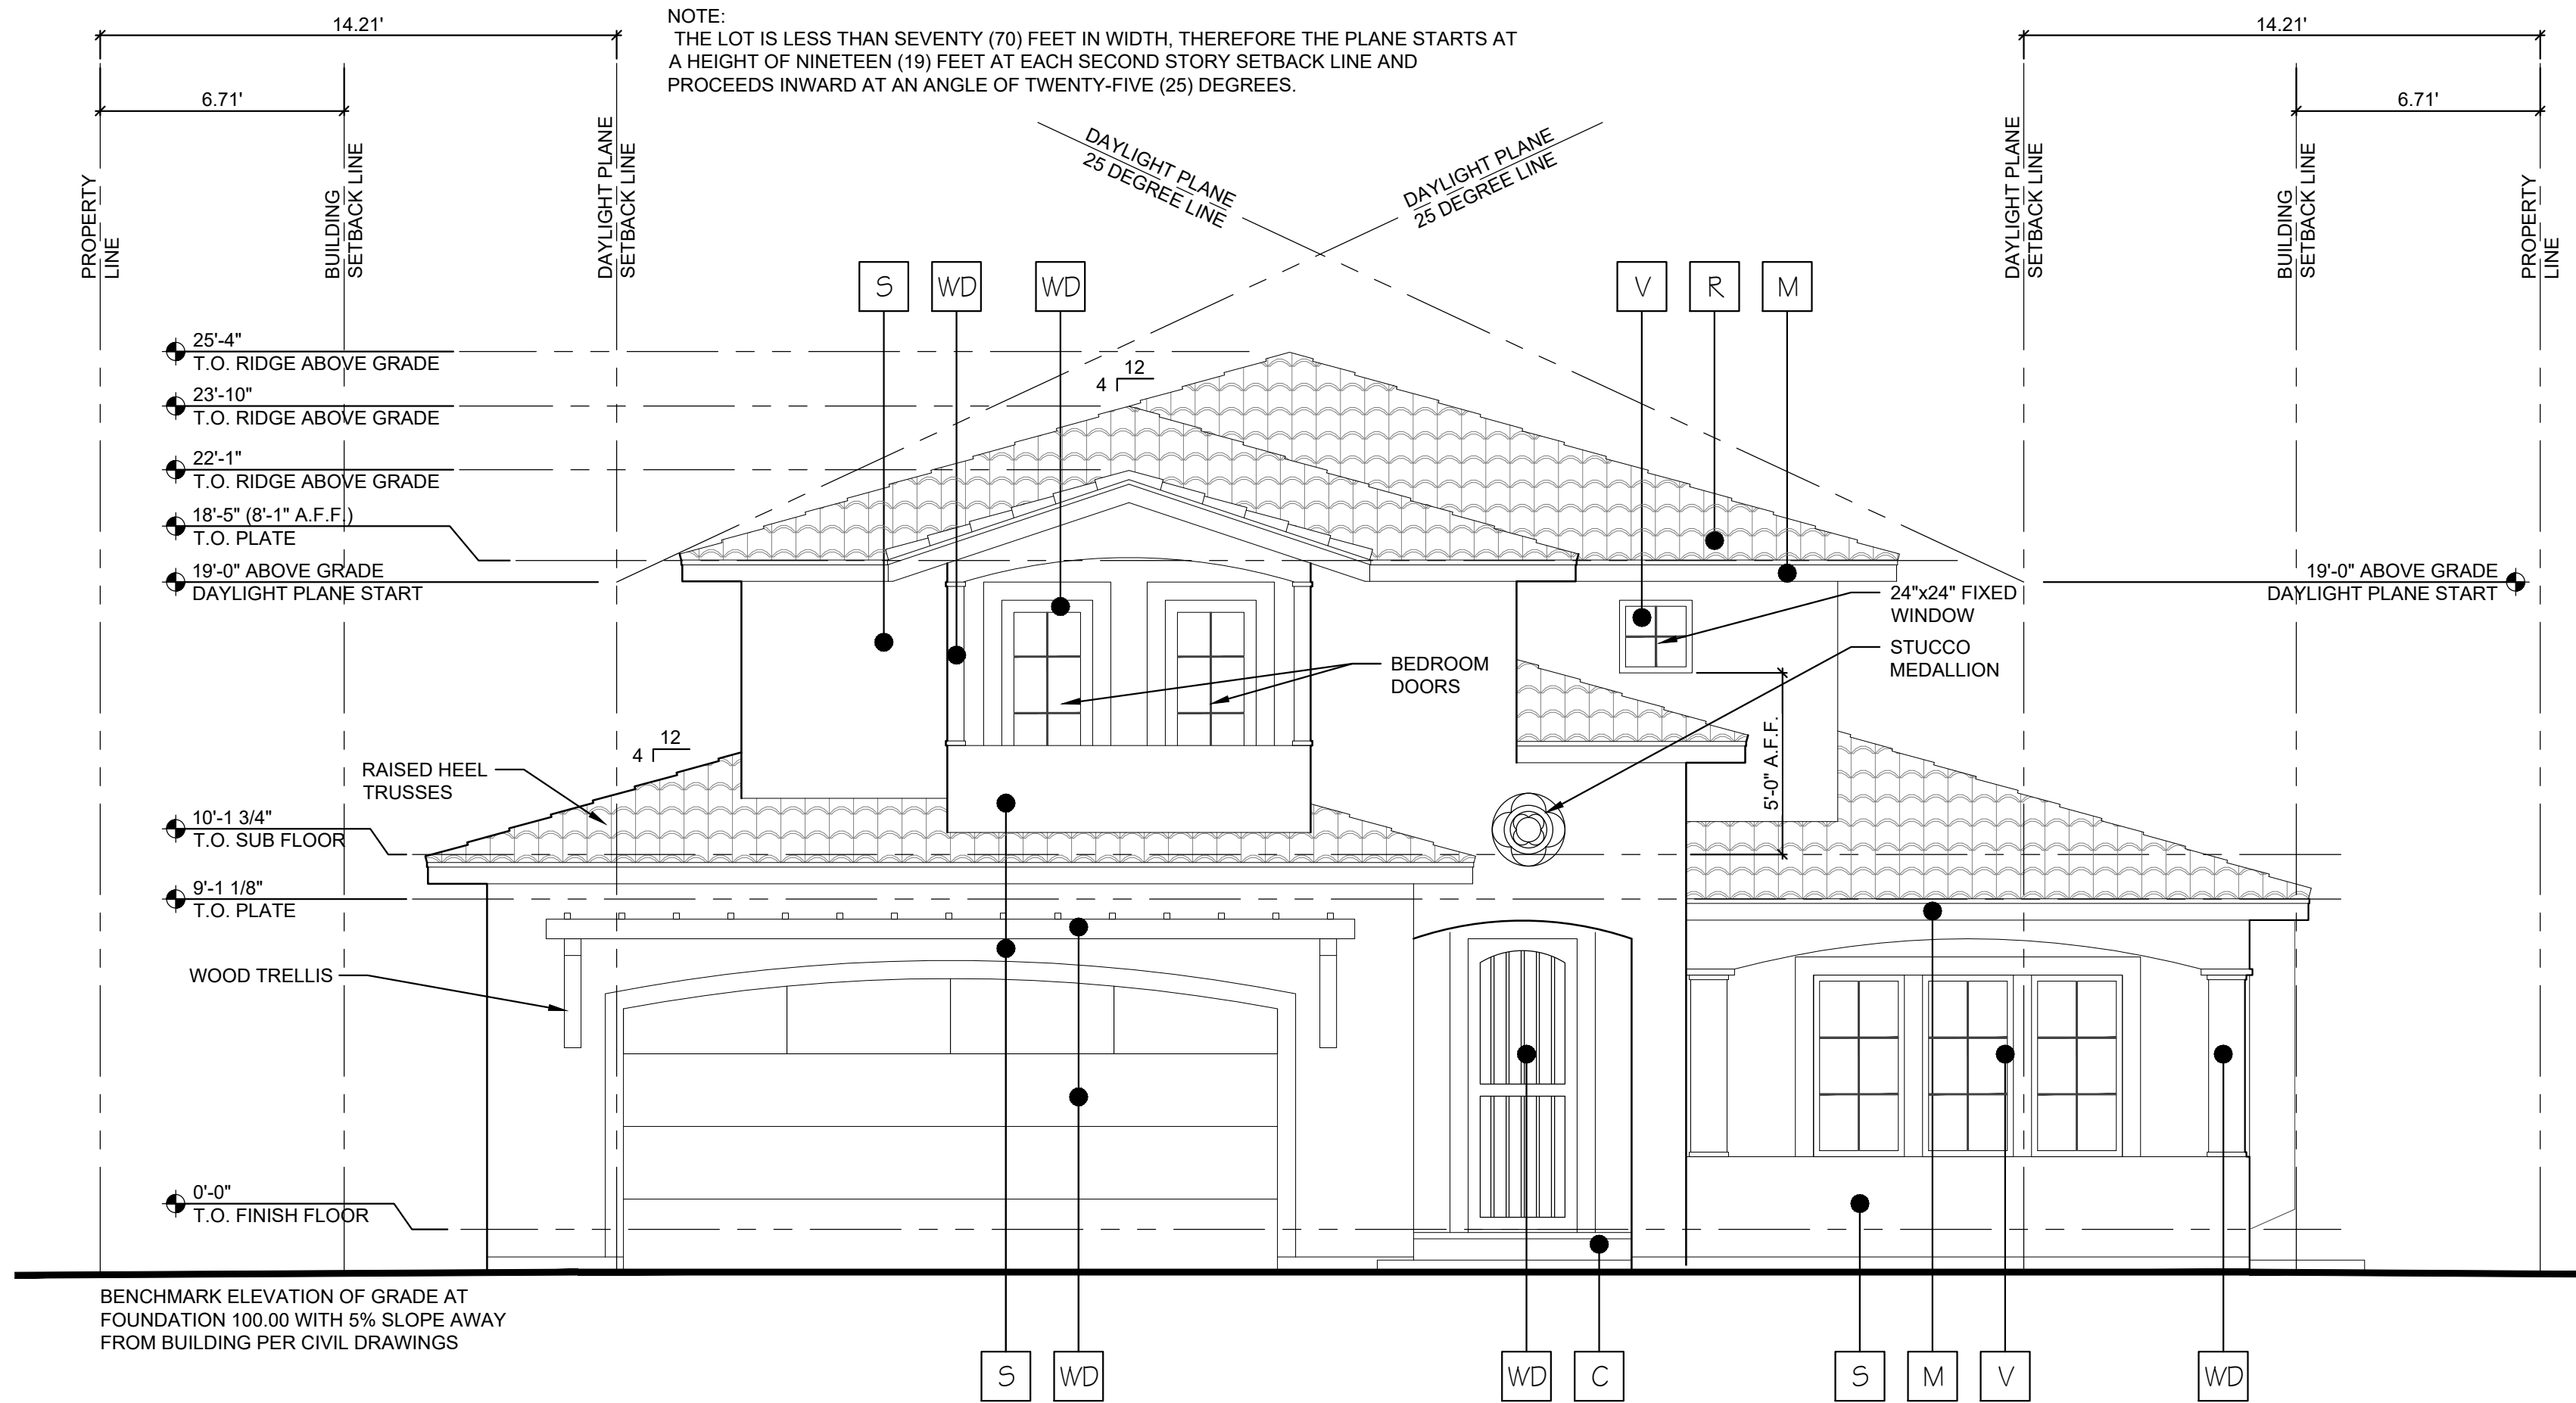 14.21'
NOTE:
THE LOT IS LESS THAN SEVENTY (70) FEET IN WIDTH, THEREFORE THE PLANE STARTS AT
A HEIGHT OF NINETEEN (19) FEET AT EACH SECOND STORY SETBACK LINE AND
PROCEEDS INWARD AT AN ANGLE OF TWENTY-FIVE (25) DEGREES.
14.21'
6.71'
6.71'
PROPERTY
LINE
BUILDING
SETBACK LINE
DAYLIGHT PLANE
SETBACK LINE
DAYLIGHT PLANE
25 DEGREE LINE
DAYLIGHT PLANE
25 DEGREE LINE
DAYLIGHT PLANE
SETBACK LINE
BUILDING
SETBACK LINE
PROPERTY
LINE
S WD WD V R M
25'-4"
T.O. RIDGE ABOVE GRADE
12
4
23'-10"
T.O. RIDGE ABOVE GRADE
22'-1"
T.O. RIDGE ABOVE GRADE
18'-5" (8'-1" A.F.F.)
T.O. PLATE
19'-0" ABOVE GRADE
DAYLIGHT PLANE START
19'-0" ABOVE GRADE
DAYLIGHT PLANE START
24"x24" FIXED
WINDOW
STUCCO
MEDALLION
BEDROOM
DOORS
5'-0" A.F.F.
12
4
RAISED HEEL
TRUSSES
10'-1 3/4"
T.O. SUB FLOOR
9'-1 1/8"
T.O. PLATE
WOOD TRELLIS
0'-0"
T.O. FINISH FLOOR
BENCHMARK ELEVATION OF GRADE AT
FOUNDATION 100.00 WITH 5% SLOPE AWAY
FROM BUILDING PER CIVIL DRAWINGS
S WD WD C S M V WD